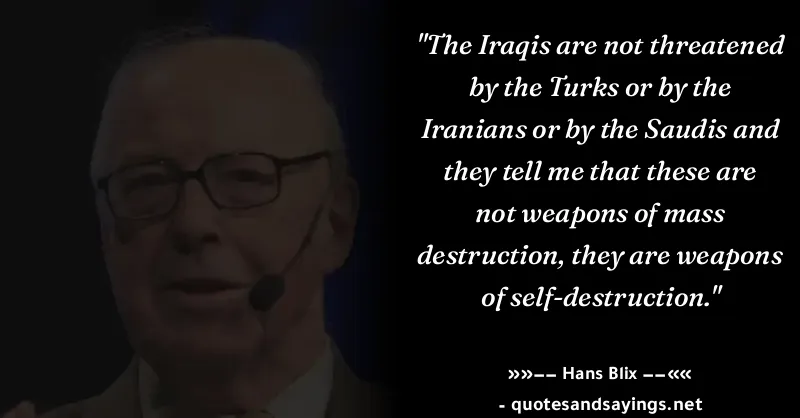 "The Iraqis are not threatened
by the Turks or by the
Iranians or by the Saudis and
they tell me that these are
not weapons of mass
destruction, they are weapons
of self-destruction."
»»−− Hans Blix −−««
- quotesandsayings.net